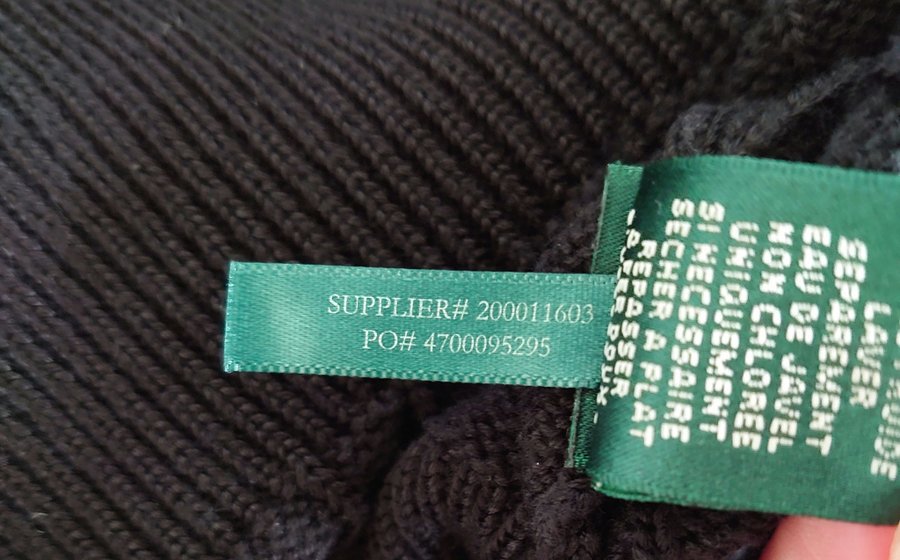 SUPPLIER# 200011603
PO# 4700095295
LAVER
SEPAREMENT
EAU DE JAVEL
NON CHLOREE
UNIQUEMENT
SI NECESSAIRE
SECHER A PLAT
REPASSER